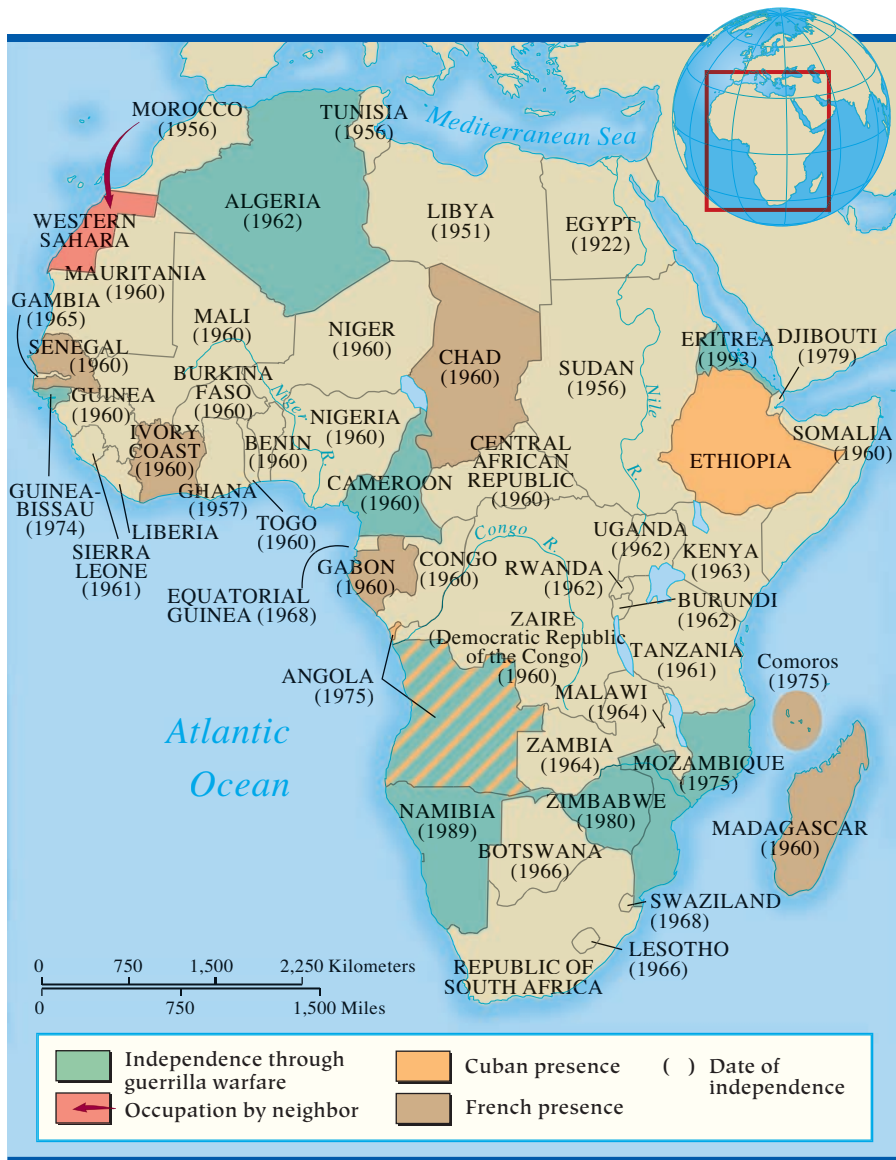 MOROCCO
(1956)
TUNISIA
(1956)
Mediterranean Sea
ALGERIA
(1962)
LIBYA
(1951)
EGYPT
(1922)
WESTERN
SAHARA
MAURITANIA
(1960)
GAMBIA
(1965)
MALI
(1960)
NIGER
(1960)
CHAD
(1960)
SUDAN
(1956)
ERITREA
(1993)
DJIBOUTI
(1979)
SENEGAL
(1960)
GUINEA
(1960)
BURKINA
FASO
(1960)
Niger
R.
NIGERIA
(1960)
Nile
R.
SOMALIA
(1960)
IVORY
COAST
(1960)
BENIN
(1960)
CENTRAL
AFRICAN
REPUBLIC
(1960)
ETHIOPIA
GUINEA-
BISSAU
(1974)
GHANA
(1957)
CAMEROON
(1960)
LIBERIA
TOGO
(1960)
SIERRA
LEONE
(1961)
Congo R.
UGANDA
(1962)
KENYA
(1963)
GABON
(1960)
CONGO
(1960)
RWANDA
(1962)
EQUATORIAL
GUINEA (1968)
BURUNDI
(1962)
ZAIRE
(Democratic Republic
of the Congo)
(1960)
TANZANIA
(1961)
ANGOLA
(1975)
Comoros
(1975)
MALAWI
(1964)
Atlantic
Ocean
ZAMBIA
(1964)
MOZAMBIQUE
(1975)
NAMIBIA
(1989)
ZIMBABWE
(1980)
MADAGASCAR
(1960)
BOTSWANA
(1966)
SWAZILAND
(1968)
LESOTHO
(1966)
REPUBLIC OF
SOUTH AFRICA
0 750 1,500 2,250 Kilometers
0 750 1,500 Miles
Independence through
guerrilla warfare
Occupation by neighbor
Cuban presence
French presence
( ) Date of
independence